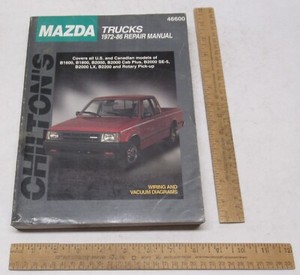 46600
MAZDA TRUCKS
1972-86 REPAIR MANUAL
Covers all U.S. and Canadian models of
B1600, B1800, B2000, B2000 Cab Plus, B2000 SE-5,
B2000 LX, B2200 and Rotary Pick-up
CHILTON'S
WIRING AND
VACUUM DIAGRAMS